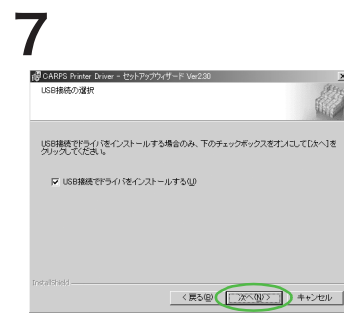 7
CARPS Printer Driver - セットアップウィザード Ver2.30
USB接続の選択
USB接続でドライバをインストールする場合のみ、下のチェックボックスをオンにして[次へ]を
クリックしてください。
USB接続でドライバをインストールする(U)
InstallShield
< 戻る(B) 次へ(N) > キャンセル